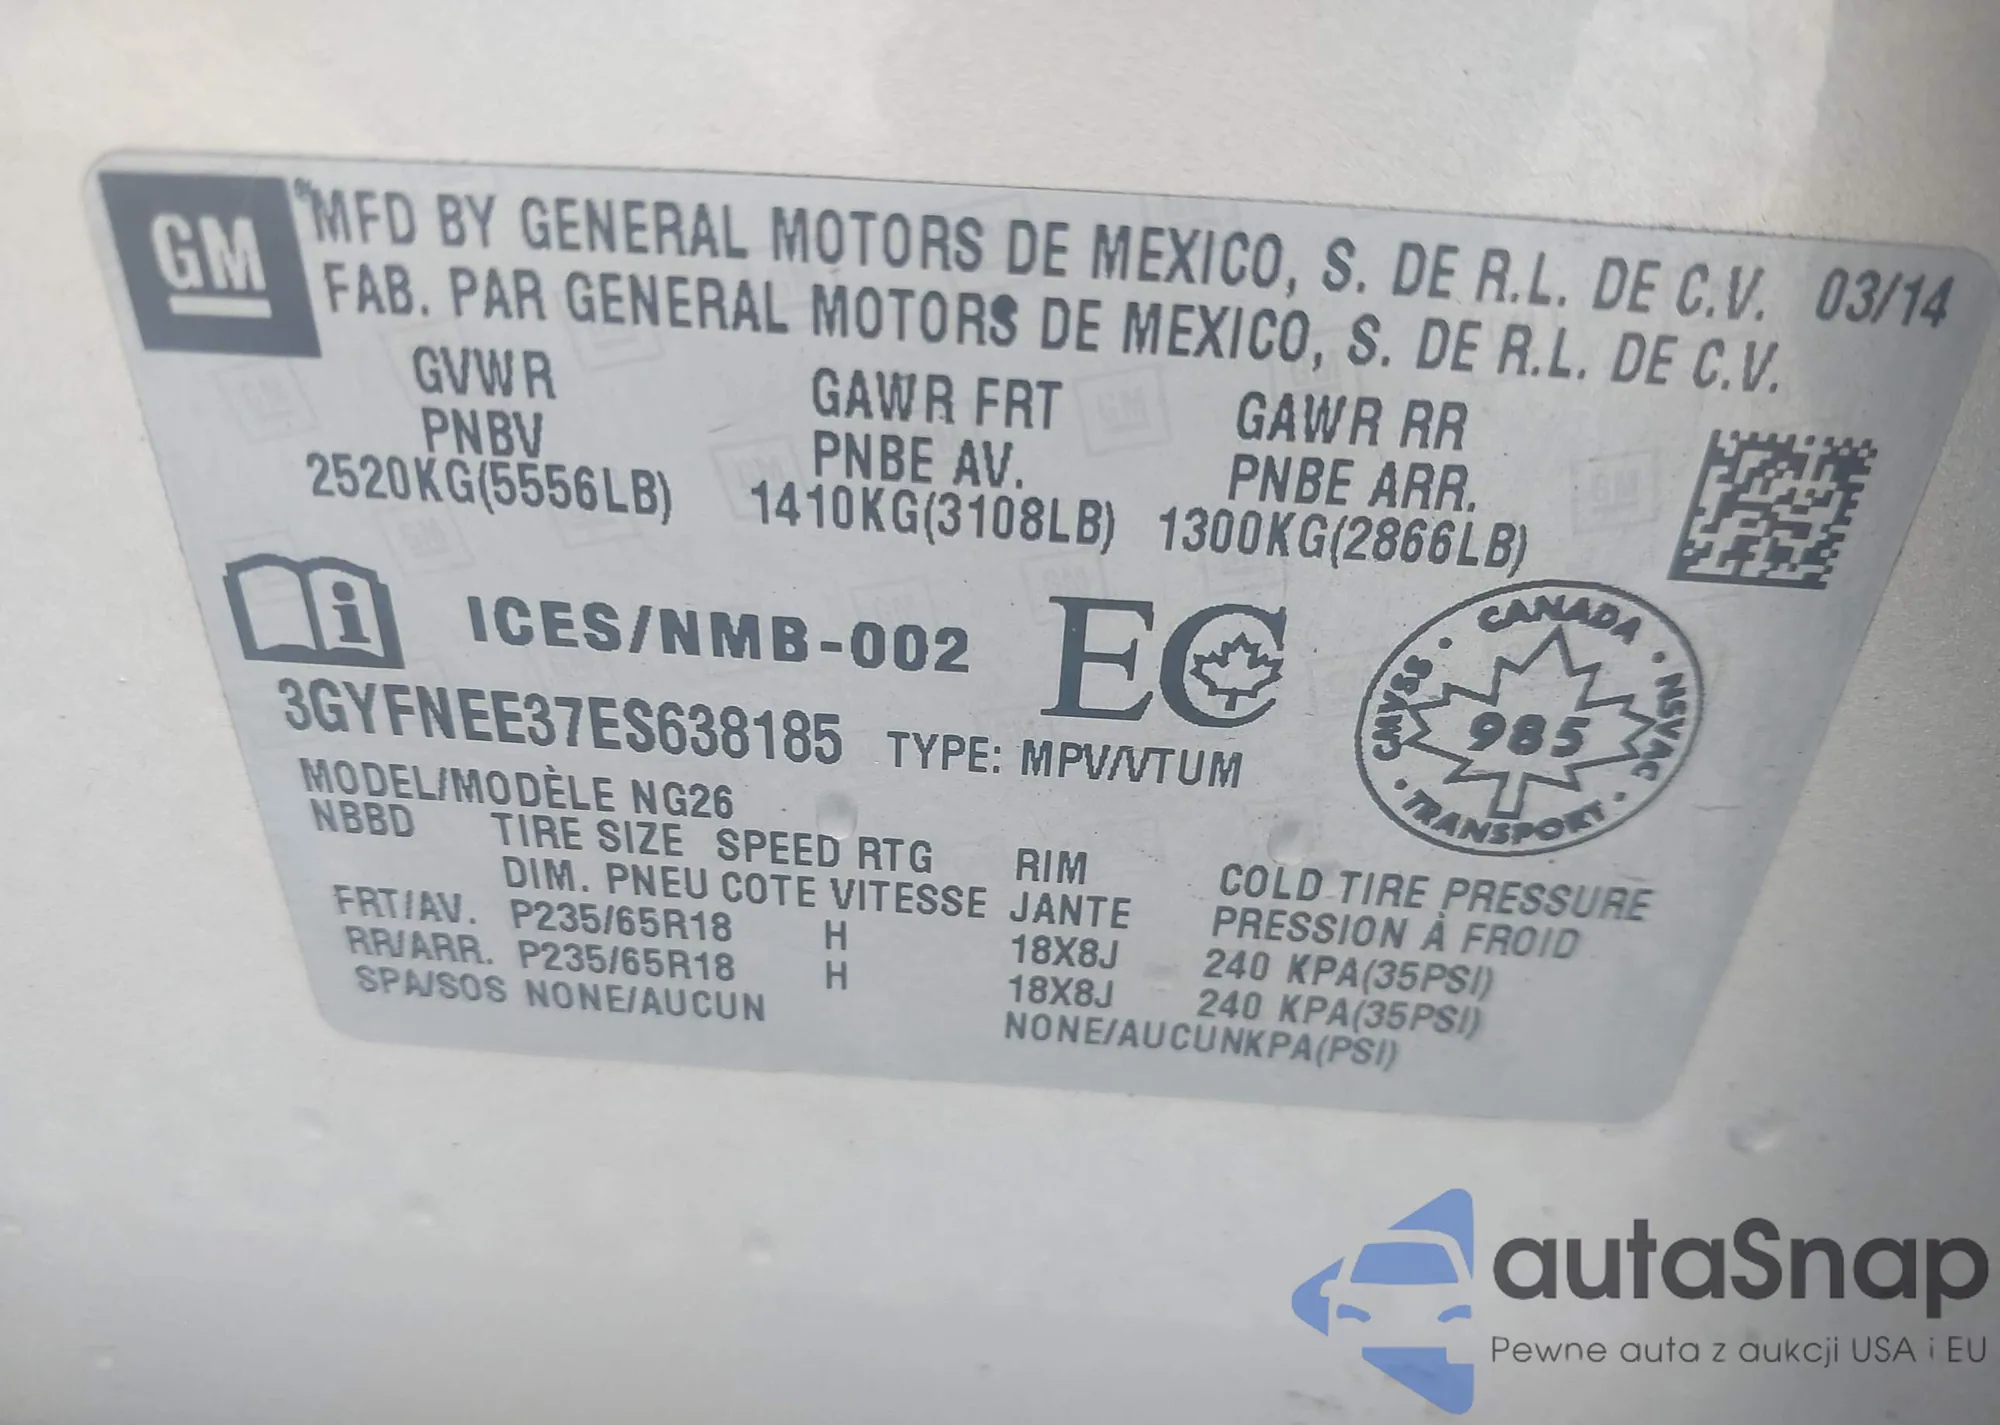 GM
MFD BY GENERAL MOTORS DE MEXICO, S. DE R.L. DE C.V. 03/14
FAB. PAR GENERAL MOTORS DE MEXICO, S. DE R.L. DE C.V.
GVWR GAWR FRT GAWR RR
PNBV PNBE AV. PNBE ARR.
2520KG(5556LB) 1410KG(3108LB) 1300KG(2866LB)
i ICES/NMB-002 EC
CANADA · NSVAC · TRANSPORT · CMVSS ·
985
3GYFNEE37ES638185 TYPE: MPV/VTUM
MODEL/MODÈLE NG26
NBBD TIRE SIZE SPEED RTG RIM COLD TIRE PRESSURE
DIM. PNEU COTE VITESSE JANTE PRESSION À FROID
FRT/AV. P235/65R18 H 18X8J 240 KPA(35PSI)
RR/ARR. P235/65R18 H 18X8J 240 KPA(35PSI)
SPA/SOS NONE/AUCUN NONE/AUCUNKPA(PSI)
autaSnap
Pewne auta z aukcji USA i EU